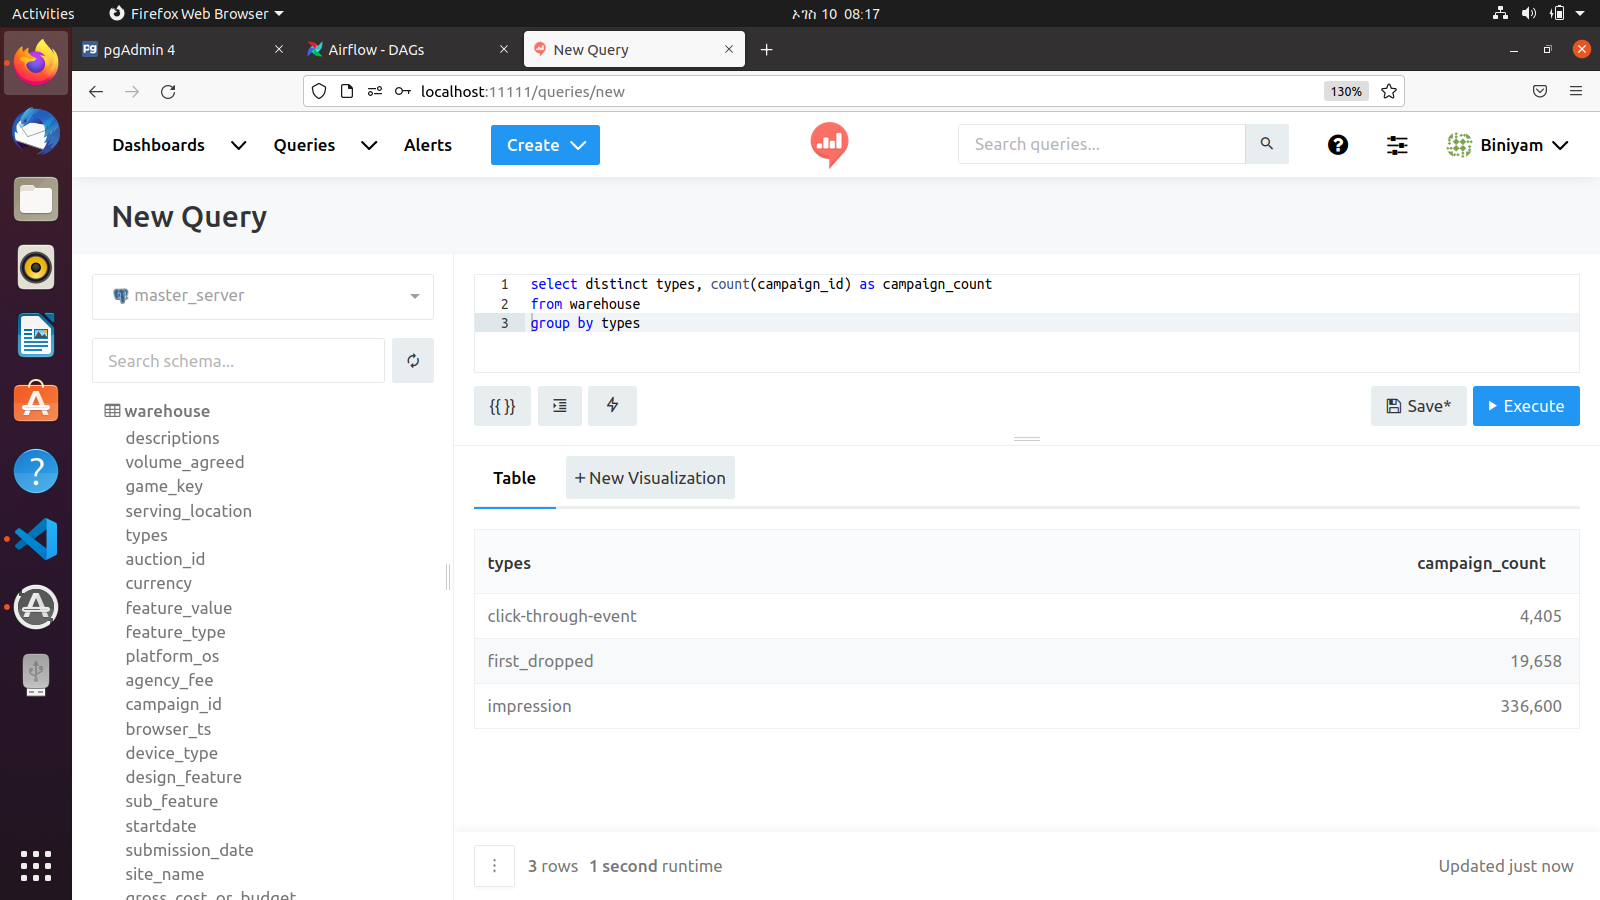 Activities
Firefox Web Browser
ኦገስ 10 08:17
pgAdmin 4
Airflow - DAGs
New Query
localhost:11111/queries/new
130%
Dashboards
Queries
Alerts
Create
Search queries...
Biniyam
New Query
master_server
Search schema...
warehouse
descriptions
volume_agreed
game_key
serving_location
types
auction_id
currency
feature_value
feature_type
platform_os
agency_fee
campaign_id
browser_ts
device_type
design_feature
sub_feature
startdate
submission_date
site_name
gross_cost_or_budget
1 select distinct types, count(campaign_id) as campaign_count
2 from warehouse
3 group by types
{{ }}
Save*
Execute
Table
+ New Visualization
types campaign_count
click-through-event 4,405
first_dropped 19,658
impression 336,600
3 rows 1 second runtime
Updated just now